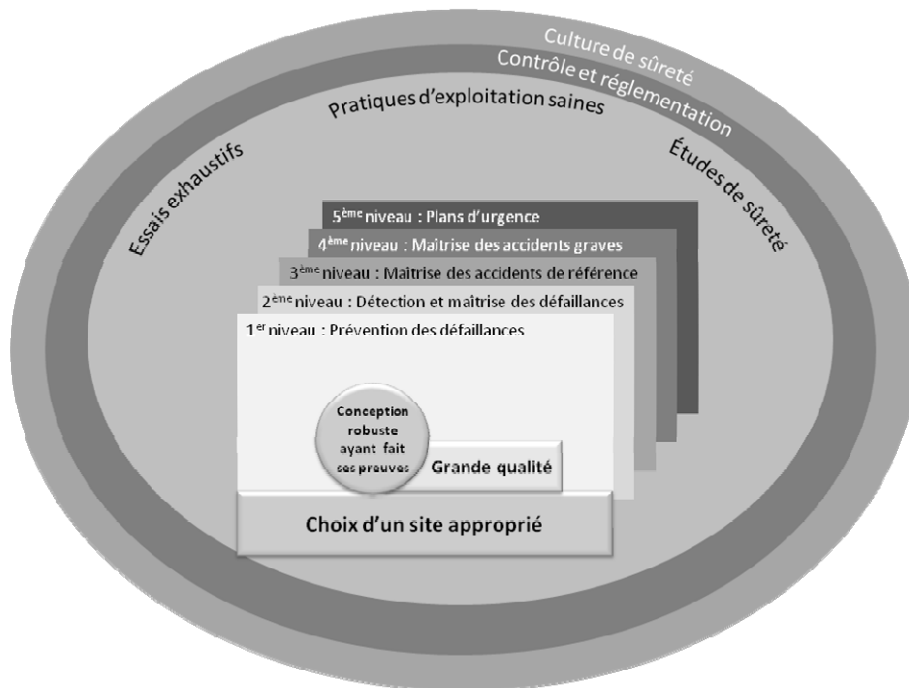 Culture de sûreté
Contrôle et réglementation
Pratiques d'exploitation saines
Essais exhaustifs
Études de sûreté
5ème niveau : Plans d'urgence
4ème niveau : Maîtrise des accidents graves
3ème niveau : Maîtrise des accidents de référence
2ème niveau : Détection et maîtrise des défaillances
1er niveau : Prévention des défaillances
Conception
robuste
ayant fait
ses preuves
Grande qualité
Choix d'un site approprié